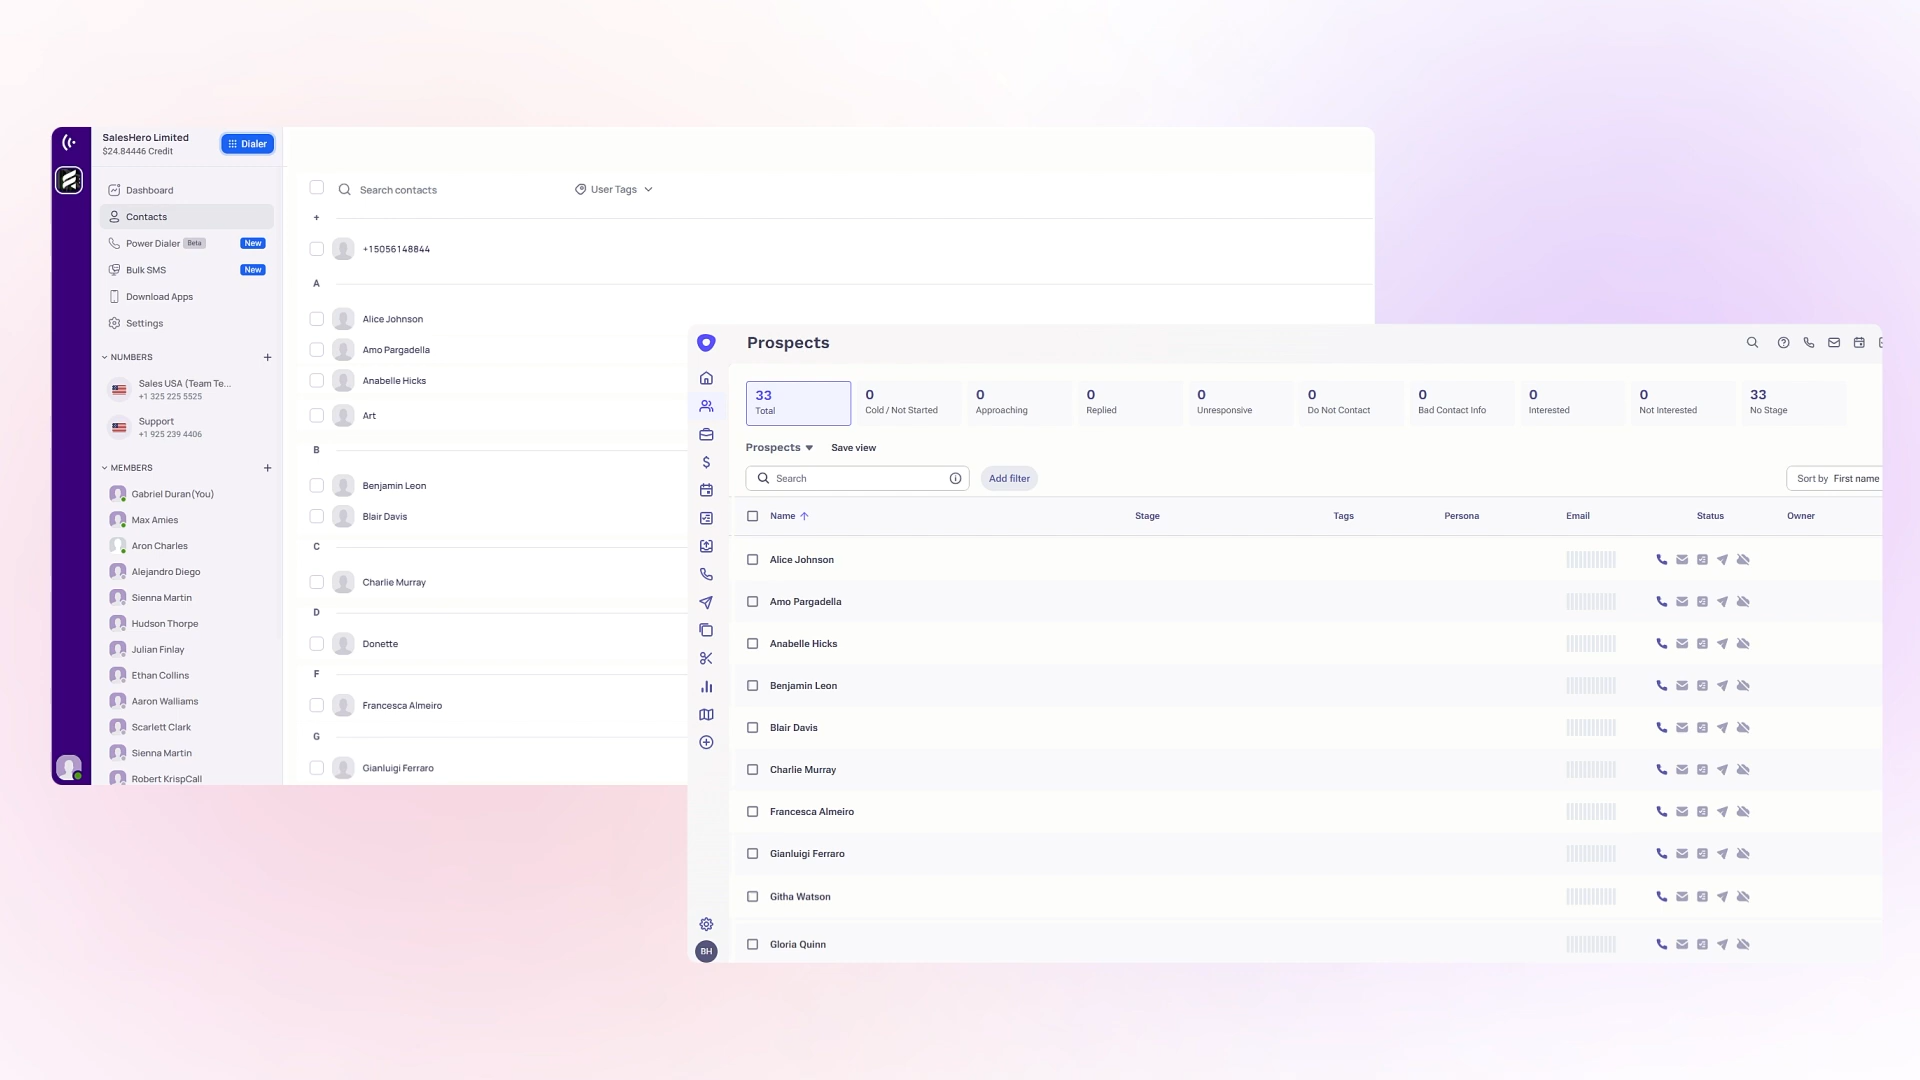 SalesHero Limited
$24.84446 Credit
Dialer
Dashboard
Contacts
Power Dialer Beta New
Bulk SMS New
Download Apps
Settings
NUMBERS +
Sales USA (Team Te...
+1 325 225 5525
Support
+1 925 239 4406
MEMBERS +
Gabriel Duran(You)
Max Amies
Aron Charles
Alejandro Diego
Sienna Martin
Hudson Thorpe
Julian Finlay
Ethan Collins
Aaron Walliams
Scarlett Clark
Sienna Martin
Robert KrispCall
Search contacts User Tags
+
+15056148844
A
Alice Johnson
Amo Pargadella
Anabelle Hicks
Art
B
Benjamin Leon
Blair Davis
C
Charlie Murray
D
Donette
F
Francesca Almeiro
G
Gianluigi Ferraro
Prospects
33 0 0 0 0 0 0 0 0 33
Total Cold / Not Started Approaching Replied Unresponsive Do Not Contact Bad Contact Info Interested Not Interested No Stage
Prospects Save view
Search Add filter Sort by First name
Name Stage Tags Persona Email Status Owner
Alice Johnson
Amo Pargadella
Anabelle Hicks
Benjamin Leon
Blair Davis
Charlie Murray
Francesca Almeiro
Gianluigi Ferraro
Githa Watson
Gloria Quinn
BH